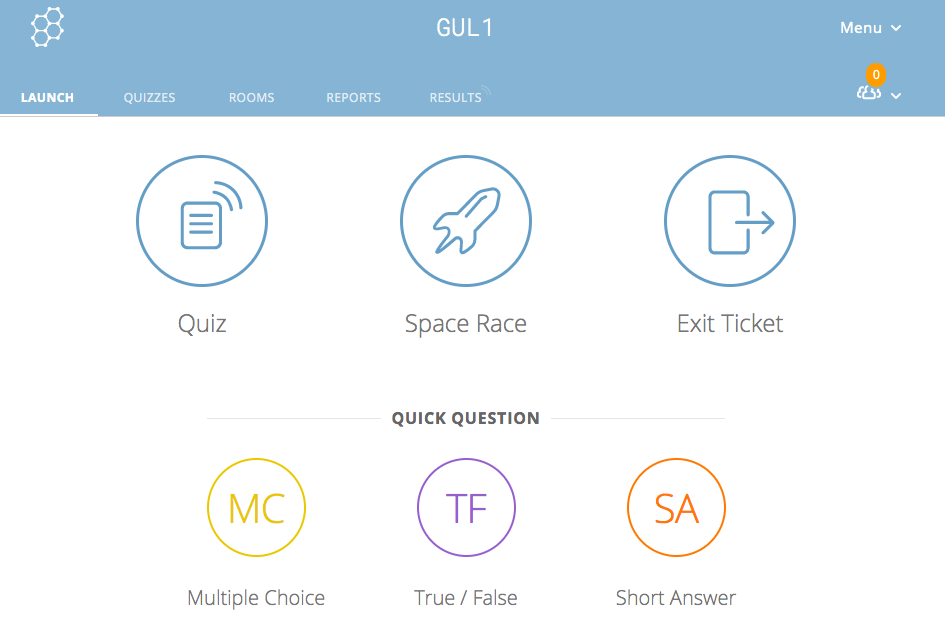 GUL1
Menu
0
LAUNCH QUIZZES ROOMS REPORTS RESULTS
Quiz Space Race Exit Ticket
QUICK QUESTION
MC TF SA
Multiple Choice True / False Short Answer